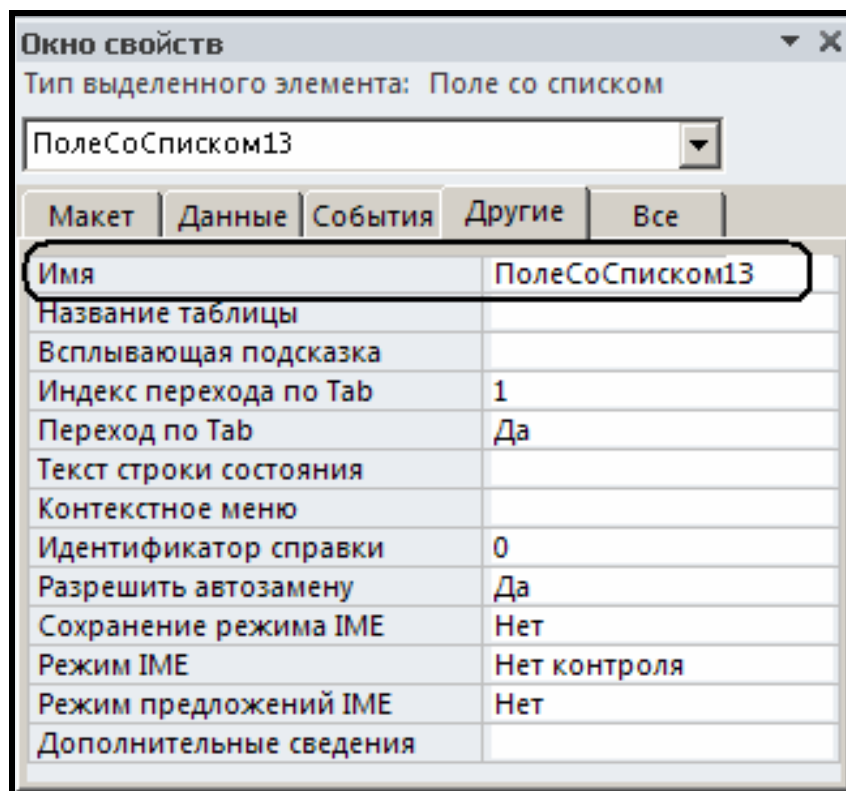 Окно свойств
Тип выделенного элемента: Поле со списком
ПолеСоСписком13
Макет Данные События Другие Все
Имя ПолеСоСписком13
Название таблицы
Всплывающая подсказка
Индекс перехода по Tab 1
Переход по Tab Да
Текст строки состояния
Контекстное меню
Идентификатор справки 0
Разрешить автозамену Да
Сохранение режима IME Нет
Режим IME Нет контроля
Режим предложений IME Нет
Дополнительные сведения